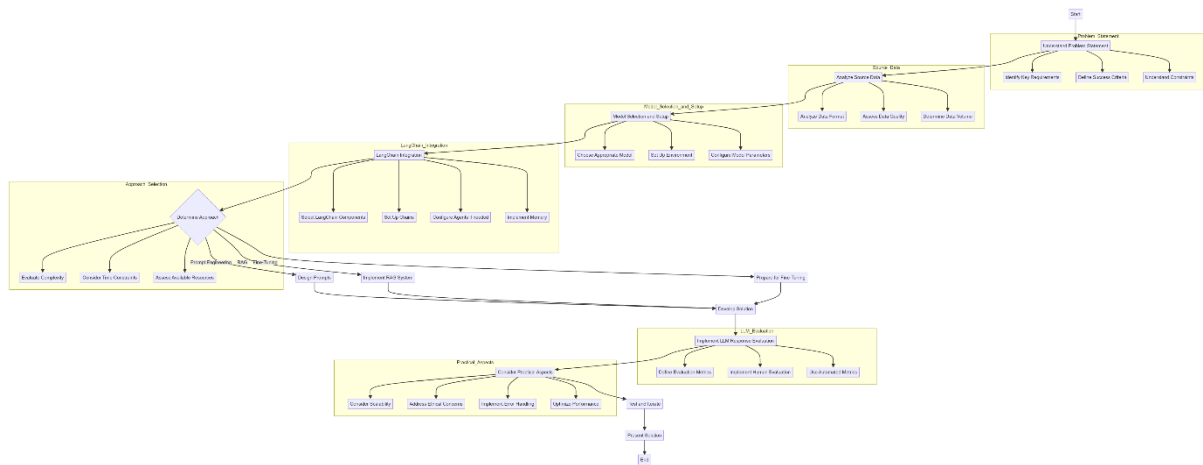 Start
Problem_Statement
Understand Problem Statement
Identify Key Requirements
Define Success Criteria
Understand Constraints
Source_Data
Analyze Source Data
Analyze Data Format
Assess Data Quality
Determine Data Volume
Model_Selection_and_Setup
Model Selection and Setup
Choose Appropriate Model
Set Up Environment
Configure Model Parameters
LangChain_Integration
LangChain Integration
Select LangChain Components
Set Up Chains
Configure Agents if needed
Implement Memory
Approach_Selection
Determine Approach
Evaluate Complexity
Consider Time Constraints
Assess Available Resources
Prompt Engineering
RAG
Fine-Tuning
Design Prompts
Implement RAG System
Prepare for Fine-Tuning
Develop Solution
LLM_Evaluation
Implement LLM Response Evaluation
Define Evaluation Metrics
Implement Human Evaluation
Use Automated Metrics
Practical_Aspects
Consider Practical Aspects
Consider Scalability
Address Ethical Concerns
Implement Error Handling
Optimize Performance
Test and Iterate
Present Solution
End